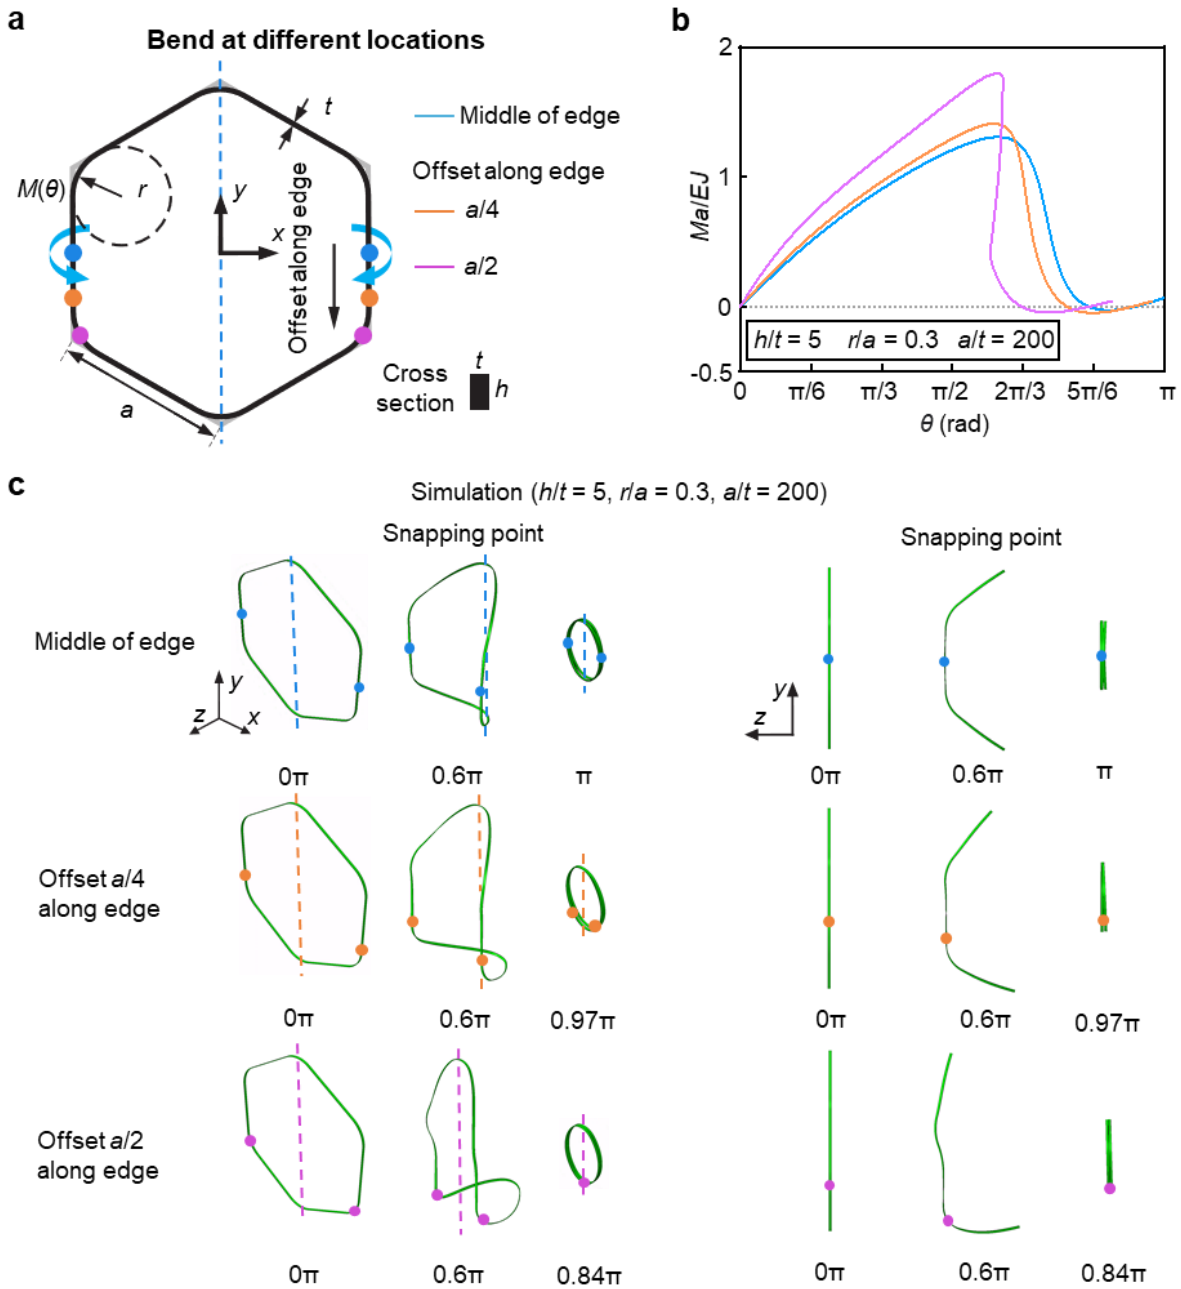 a
Bend at different locations
t
M(θ)
r
y
x
Offset along edge
a
Cross
section
t
h
Middle of edge
Offset along edge
a/4
a/2
b
2
1
0
-0.5
Ma/EJ
h/t = 5 r/a = 0.3 a/t = 200
0 π/6 π/3 π/2 2π/3 5π/6 π
θ (rad)
c
Simulation (h/t = 5, r/a = 0.3, a/t = 200)
Snapping point
Snapping point
Middle of edge
y
z
x
y
z
0π 0.6π π 0π 0.6π π
Offset a/4
along edge
0π 0.6π 0.97π 0π 0.6π 0.97π
Offset a/2
along edge
0π 0.6π 0.84π 0π 0.6π 0.84π